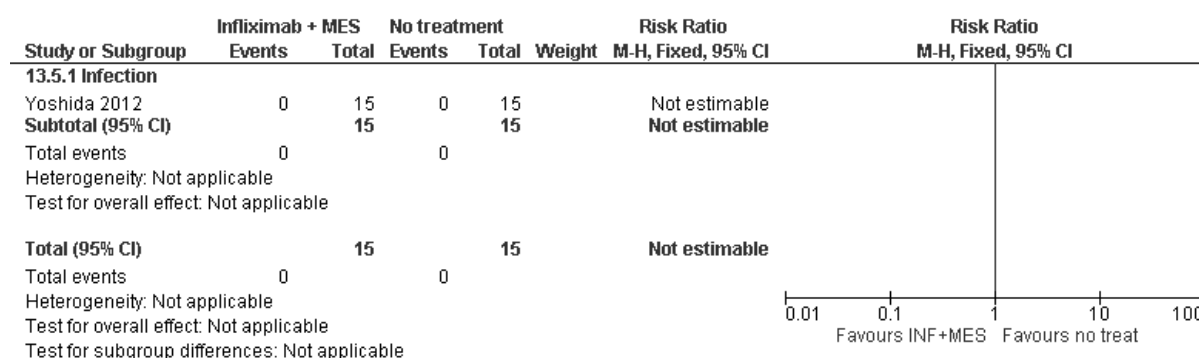 Infliximab + MES No treatment Risk Ratio Risk Ratio
Study or Subgroup Events Total Events Total Weight M-H, Fixed, 95% CI M-H, Fixed, 95% CI
13.5.1 Infection
Yoshida 2012 0 15 0 15 Not estimable
Subtotal (95% CI) 15 15 Not estimable
Total events 0 0
Heterogeneity: Not applicable
Test for overall effect: Not applicable
Total (95% CI) 15 15 Not estimable
Total events 0 0
Heterogeneity: Not applicable
Test for overall effect: Not applicable
Test for subgroup differences: Not applicable
0.01 0.1 1 10 100
Favours INF+MES Favours no treat